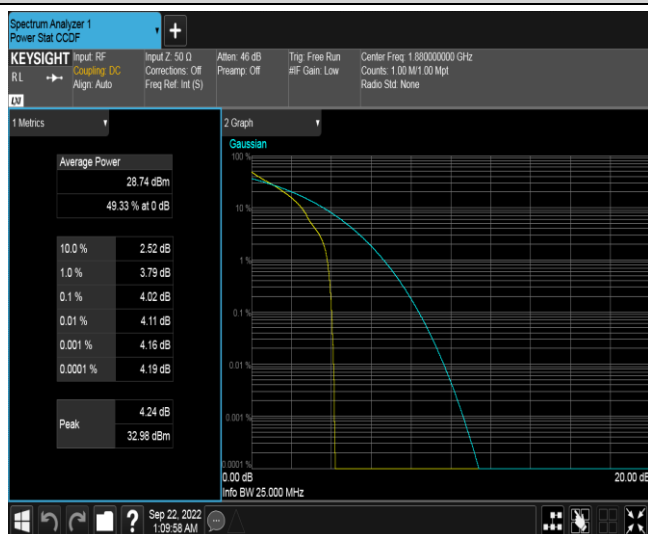 Spectrum Analyzer 1
Power Stat CCDF
+
KEYSIGHT
RL
LXI
Input: RF
Coupling: DC
Align: Auto
Input Z: 50 Ω
Corrections: Off
Freq Ref: Int (S)
Atten: 46 dB
Preamp: Off
Trig: Free Run
#IF Gain: Low
Center Freq: 1.880000000 GHz
Counts: 1.00 M/1.00 Mpt
Radio Std: None
1 Metrics
Average Power
28.74 dBm
49.33 % at 0 dB
10.0 % 2.52 dB
1.0 % 3.79 dB
0.1 % 4.02 dB
0.01 % 4.11 dB
0.001 % 4.16 dB
0.0001 % 4.19 dB
Peak
4.24 dB
32.98 dBm
2 Graph
Gaussian
100 %
10 %
1 %
0.1 %
0.01 %
0.001 %
0.0001 %
0.00 dB
20.00 dB
Info BW 25.000 MHz
?
Sep 22, 2022
1:09:58 AM